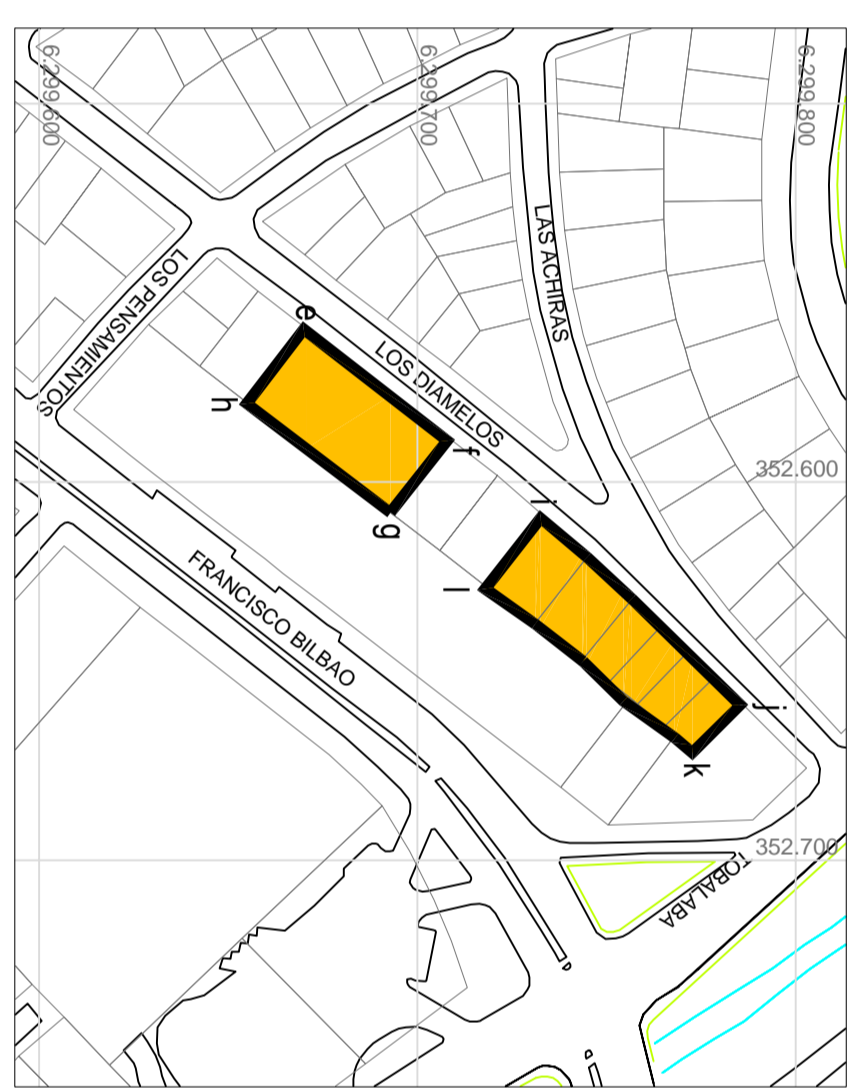 6.299.600
6.299.700
6.299.800
LAS ACHIRAS
LOS PENSAMIENTOS
e
LOS DIAMELOS
h
f
352.600
i
g
FRANCISCO BILBAO
l
j
k
352.700
TOBALABA